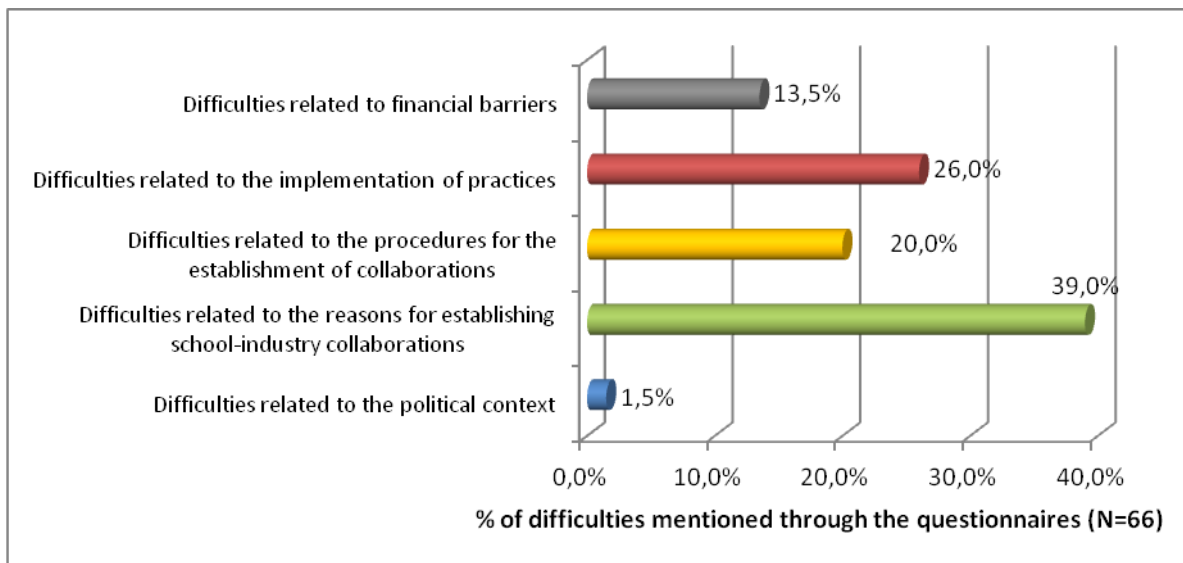 Difficulties related to financial barriers
13,5%
Difficulties related to the implementation of practices
26,0%
Difficulties related to the procedures for the
establishment of collaborations
20,0%
Difficulties related to the reasons for establishing
school-industry collaborations
39,0%
Difficulties related to the political context
1,5%
0,0% 10,0% 20,0% 30,0% 40,0%
% of difficulties mentioned through the questionnaires (N=66)